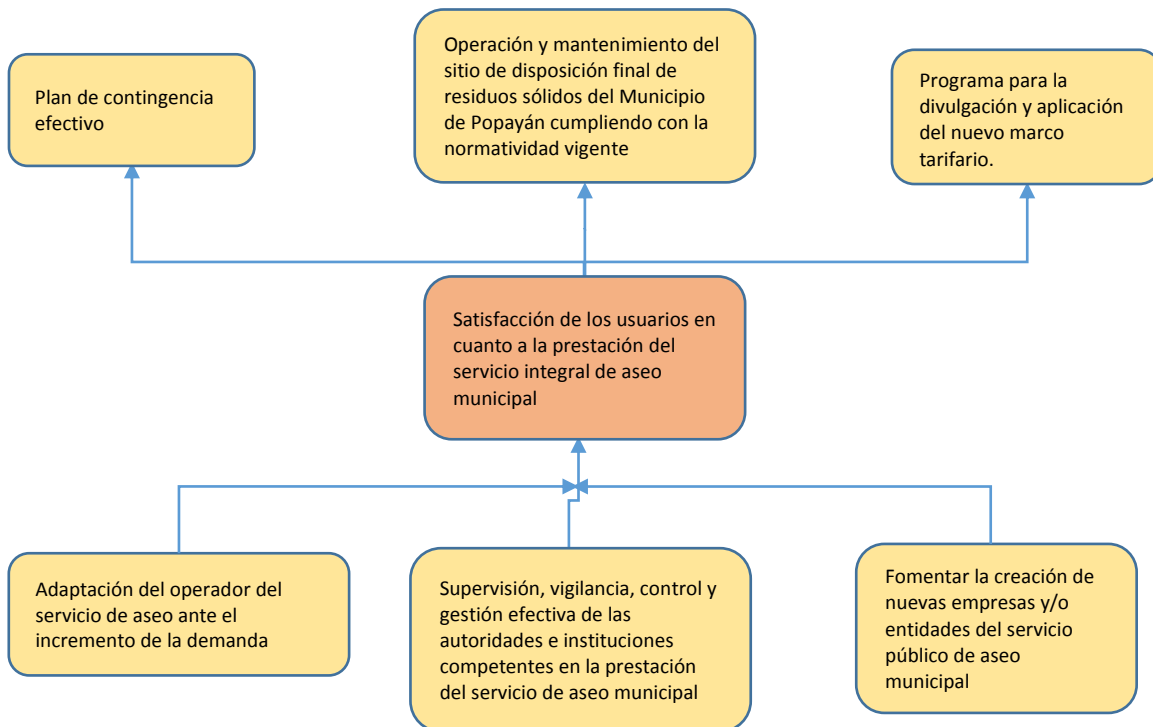 Plan de contingencia
efectivo
Operación y mantenimiento del
sitio de disposición final de
residuos sólidos del Municipio
de Popayán cumpliendo con la
normatividad vigente
Programa para la
divulgación y aplicación
del nuevo marco
tarifario.
Satisfacción de los usuarios en
cuanto a la prestación del
servicio integral de aseo
municipal
Adaptación del operador del
servicio de aseo ante el
incremento de la demanda
Supervisión, vigilancia, control y
gestión efectiva de las
autoridades e instituciones
competentes en la prestación
del servicio de aseo municipal
Fomentar la creación de
nuevas empresas y/o
entidades del servicio
público de aseo
municipal